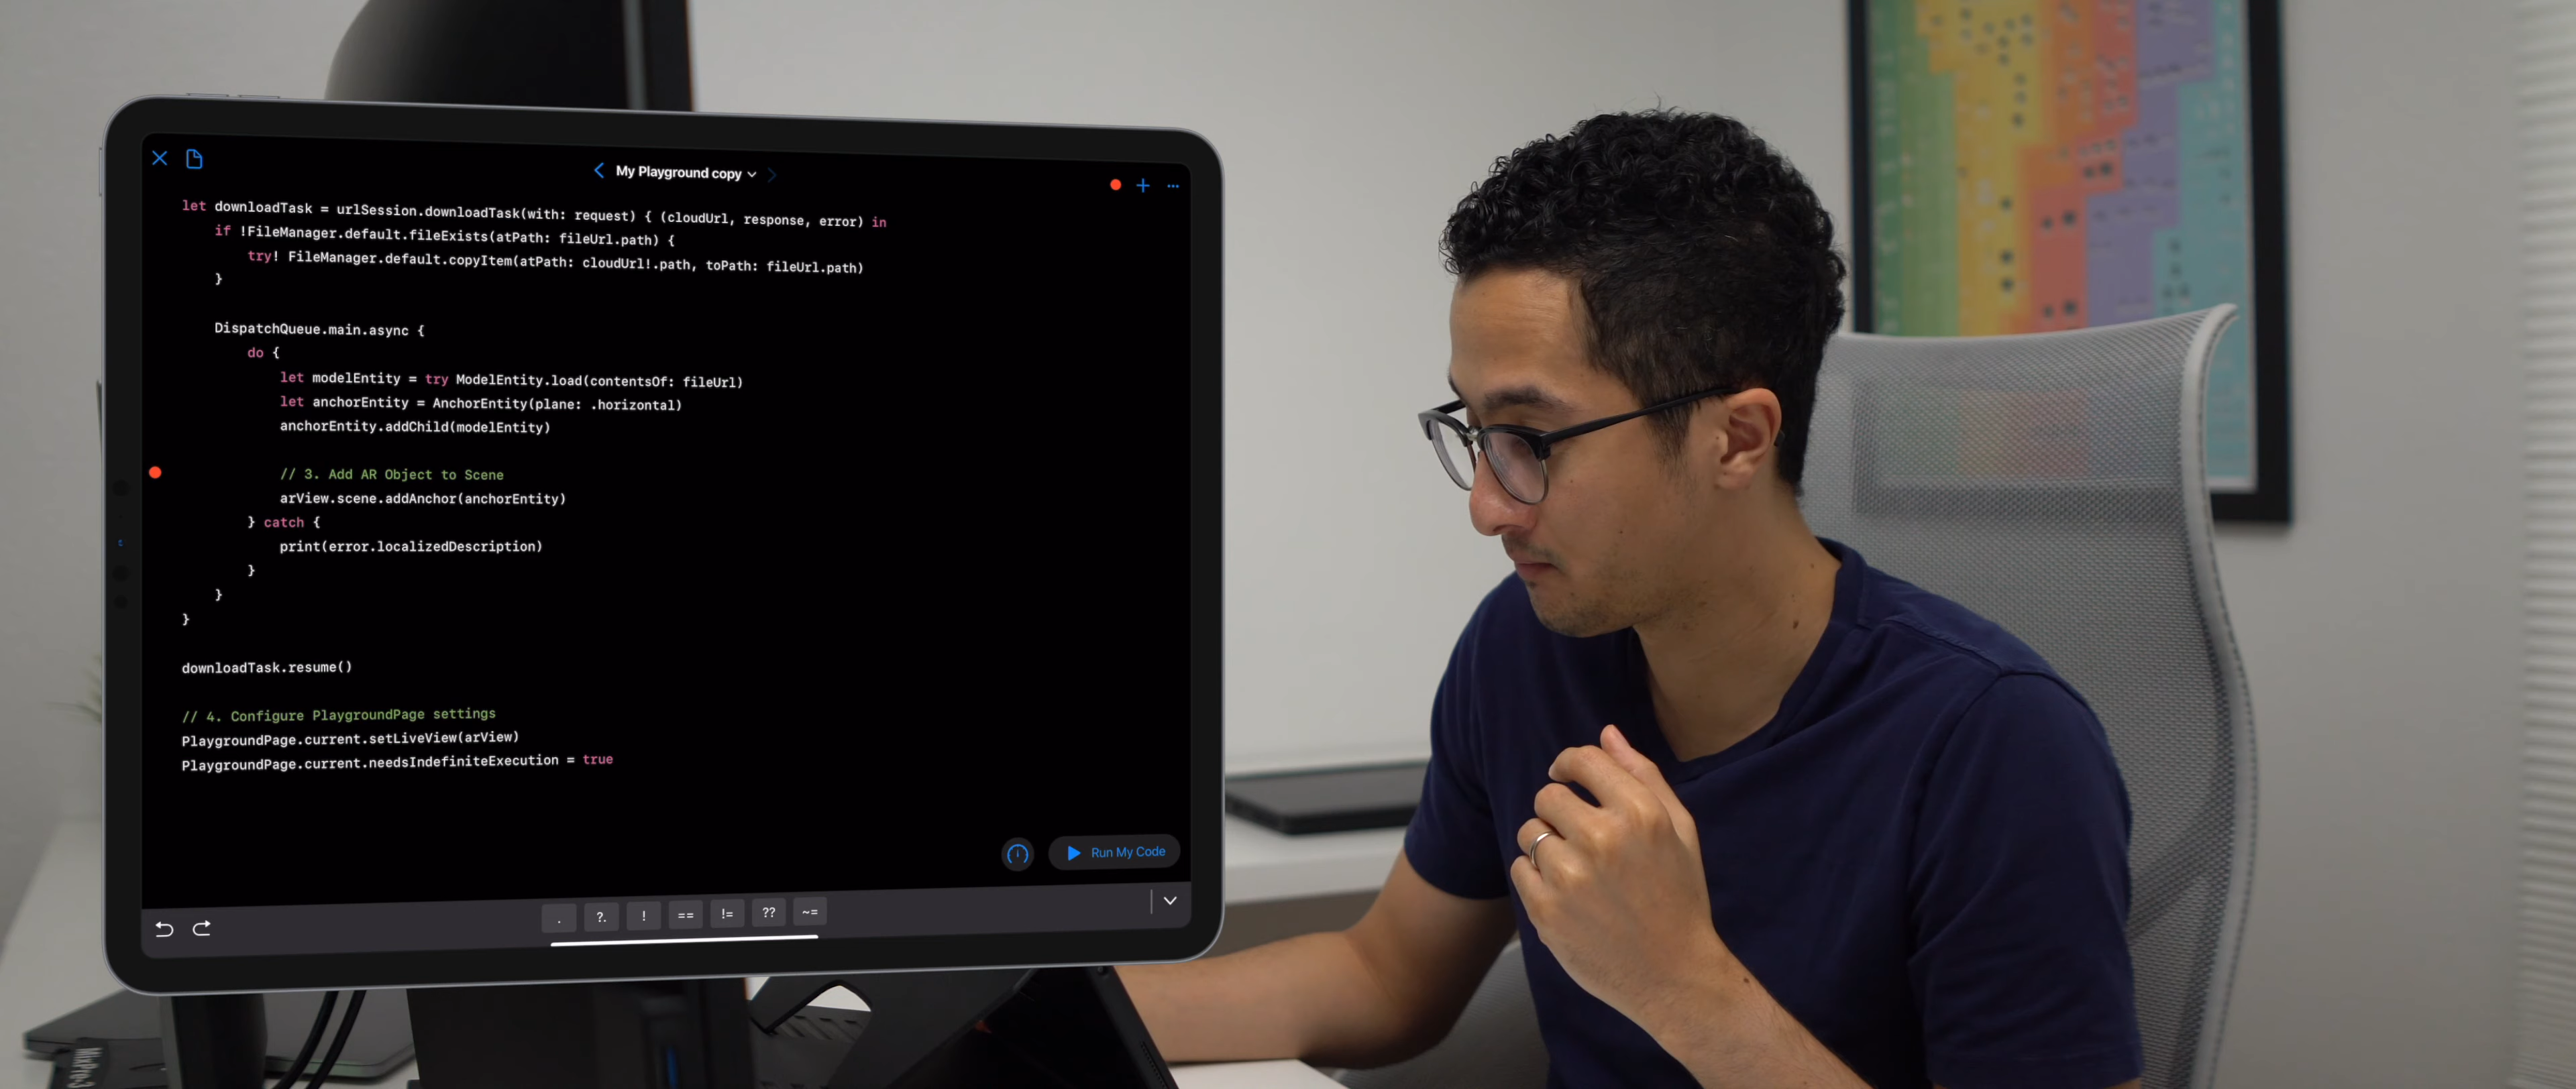 My Playground copy
let downloadTask = urlSession.downloadTask(with: request) { (cloudUrl, response, error) in
if !FileManager.default.fileExists(atPath: fileUrl.path) {
try! FileManager.default.copyItem(atPath: cloudUrl!.path, toPath: fileUrl.path)
}
DispatchQueue.main.async {
do {
let modelEntity = try ModelEntity.load(contentsOf: fileUrl)
let anchorEntity = AnchorEntity(plane: .horizontal)
anchorEntity.addChild(modelEntity)
// 3. Add AR Object to Scene
arView.scene.addAnchor(anchorEntity)
} catch {
print(error.localizedDescription)
}
}
}
downloadTask.resume()
// 4. Configure PlaygroundPage settings
PlaygroundPage.current.setLiveView(arView)
PlaygroundPage.current.needsIndefiniteExecution = true
Run My Code
. ?. ! == != ?? ~=
MixPre-3